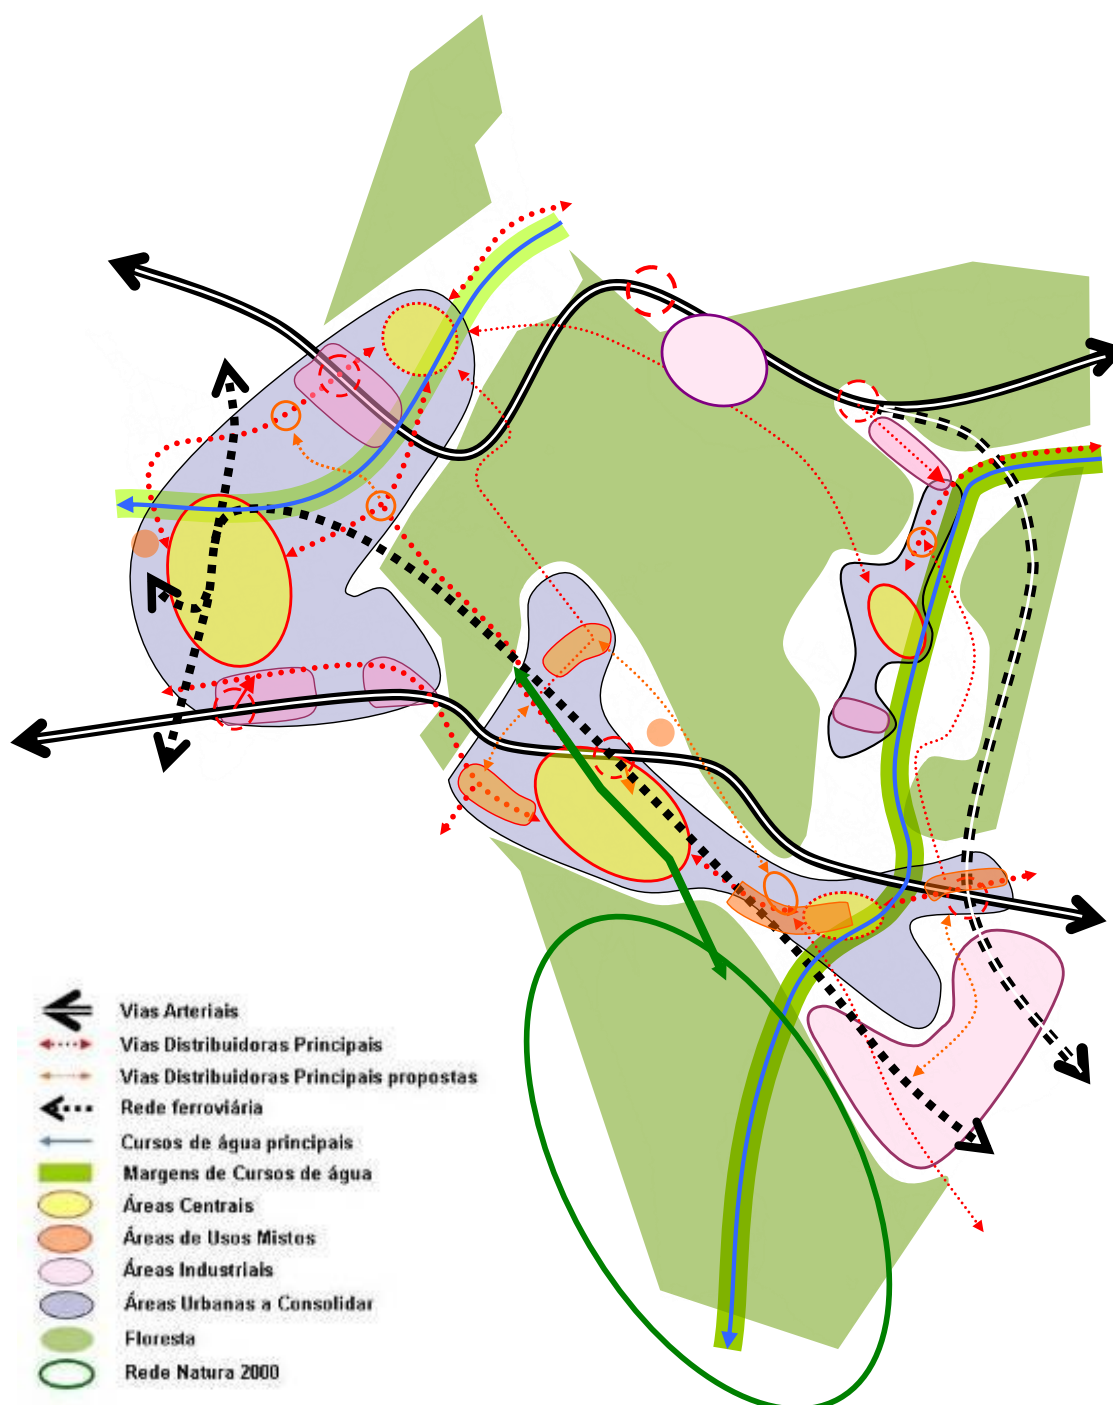 Vias Arteriais
Vias Distribuidoras Principais
Vias Distribuidoras Principais propostas
Rede ferroviária
Cursos de água principais
Margens de Cursos de água
Áreas Centrais
Áreas de Usos Mistos
Áreas Industriais
Áreas Urbanas a Consolidar
Floresta
Rede Natura 2000